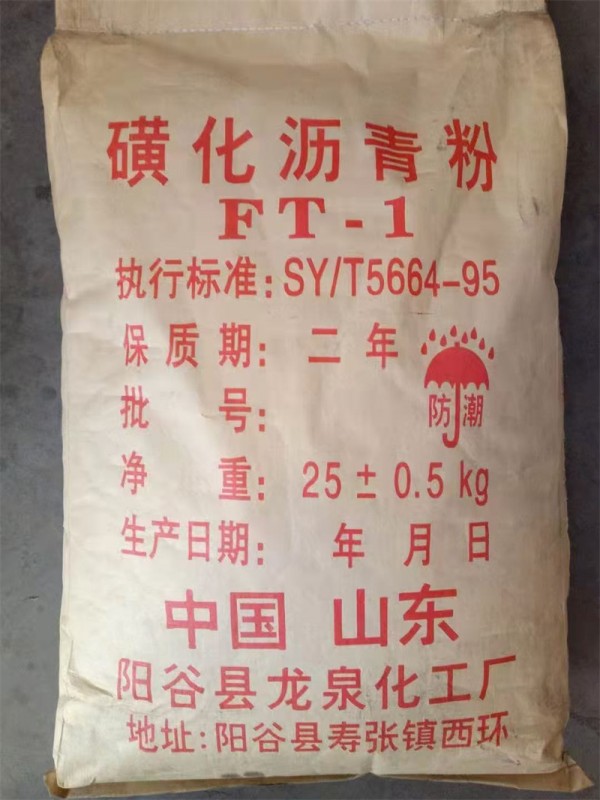 磺化沥青粉
FT-1
执行标准：SY/T5664-95
保质期：二年
防潮
批号：
净重：25±0.5kg
生产日期： 年 月 日
中国 山东
阳谷县龙泉化工厂
地址：阳谷县寿张镇西环